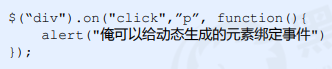 $(“div").on("click",”p”, function(){
alert("俺可以给动态生成的元素绑定事件")
});